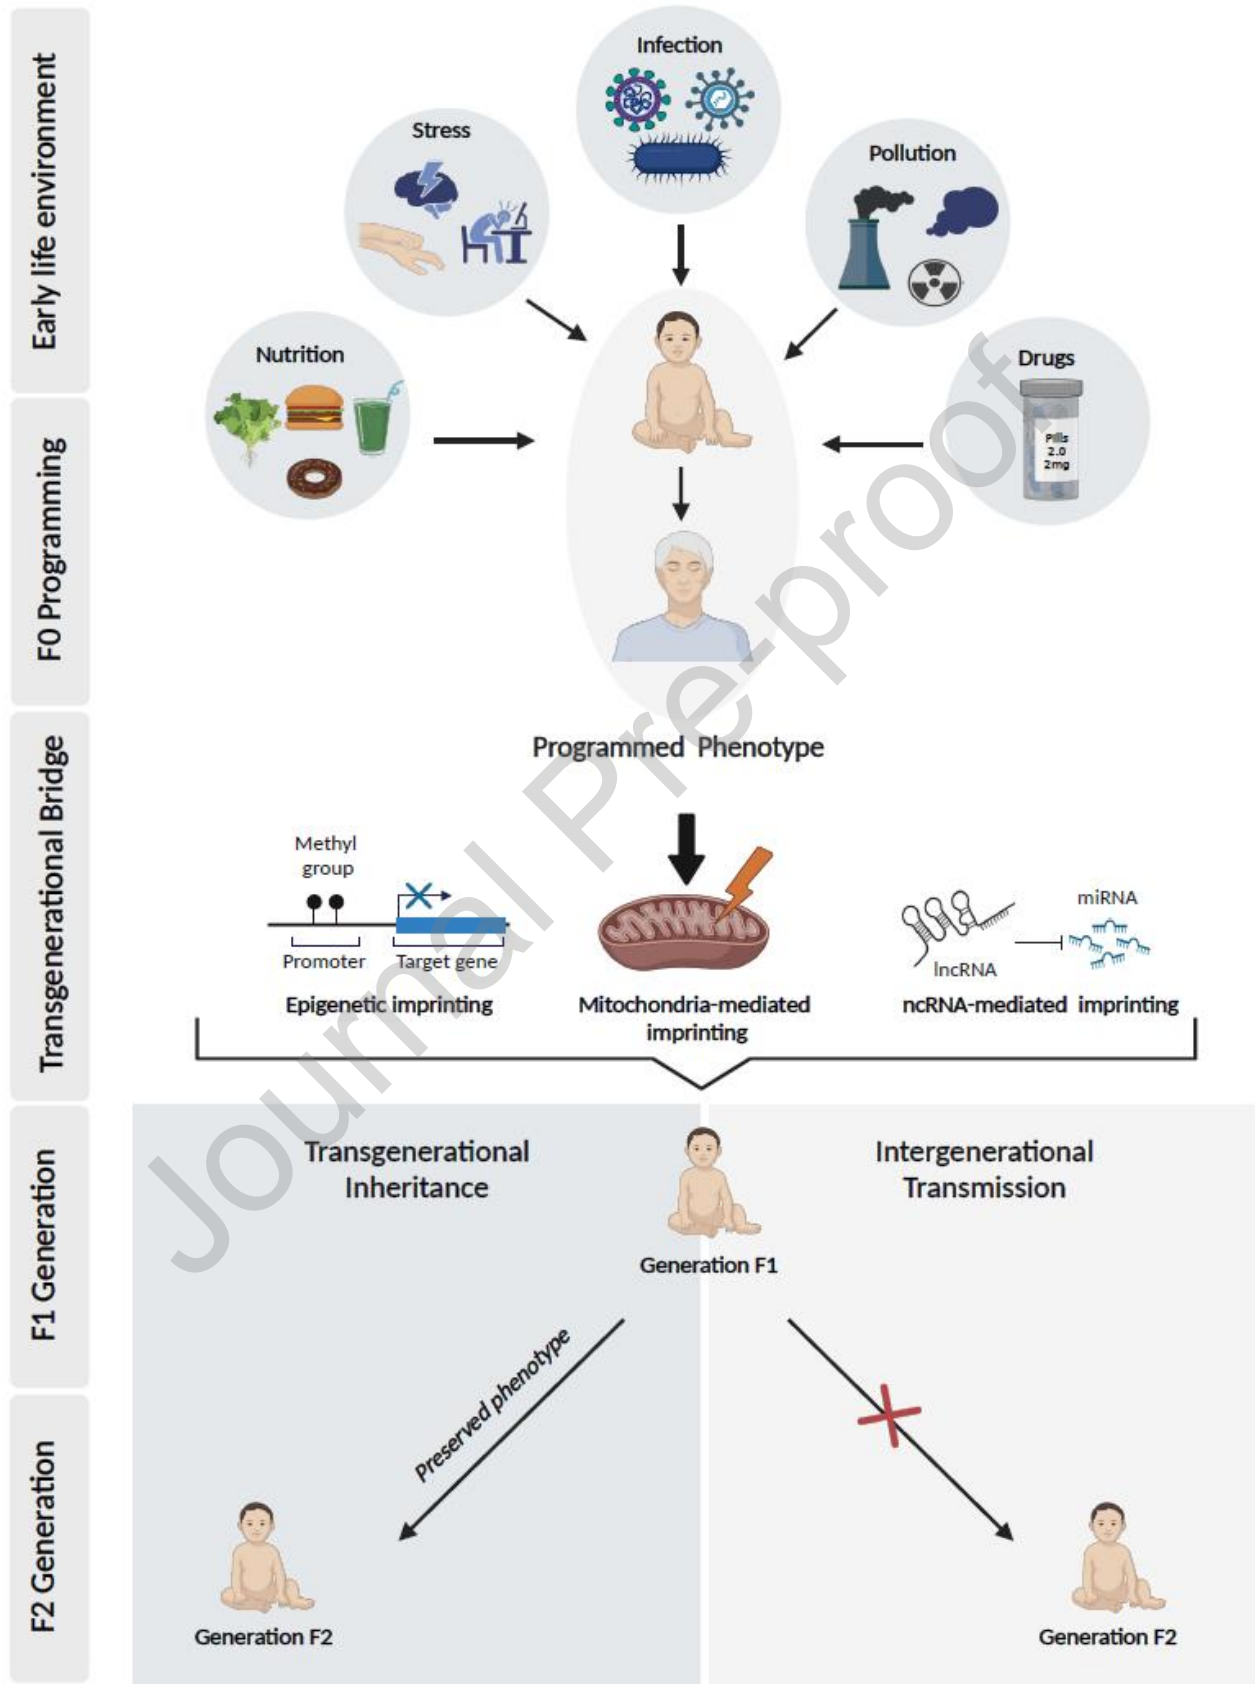 Early life environment
F0 Programming
Transgenerational Bridge
F1 Generation
F2 Generation
Infection
Stress
Pollution
Nutrition
Drugs
Pills
2.0
2mg
Programmed Phenotype
Methyl
group
Promoter
Target gene
Epigenetic imprinting
Mitochondria-mediated
imprinting
lncRNA
miRNA
ncRNA-mediated imprinting
Transgenerational
Inheritance
Intergenerational
Transmission
Generation F1
Preserved phenotype
Generation F2
Generation F2
Journal Pre-proof